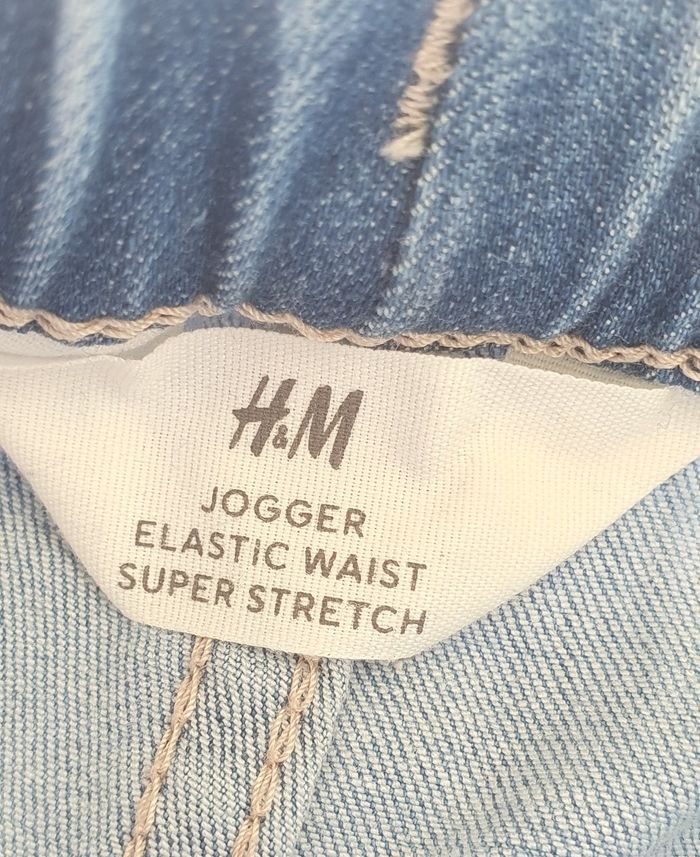 H&M
JOGGER
ELASTIC WAIST
SUPER STRETCH